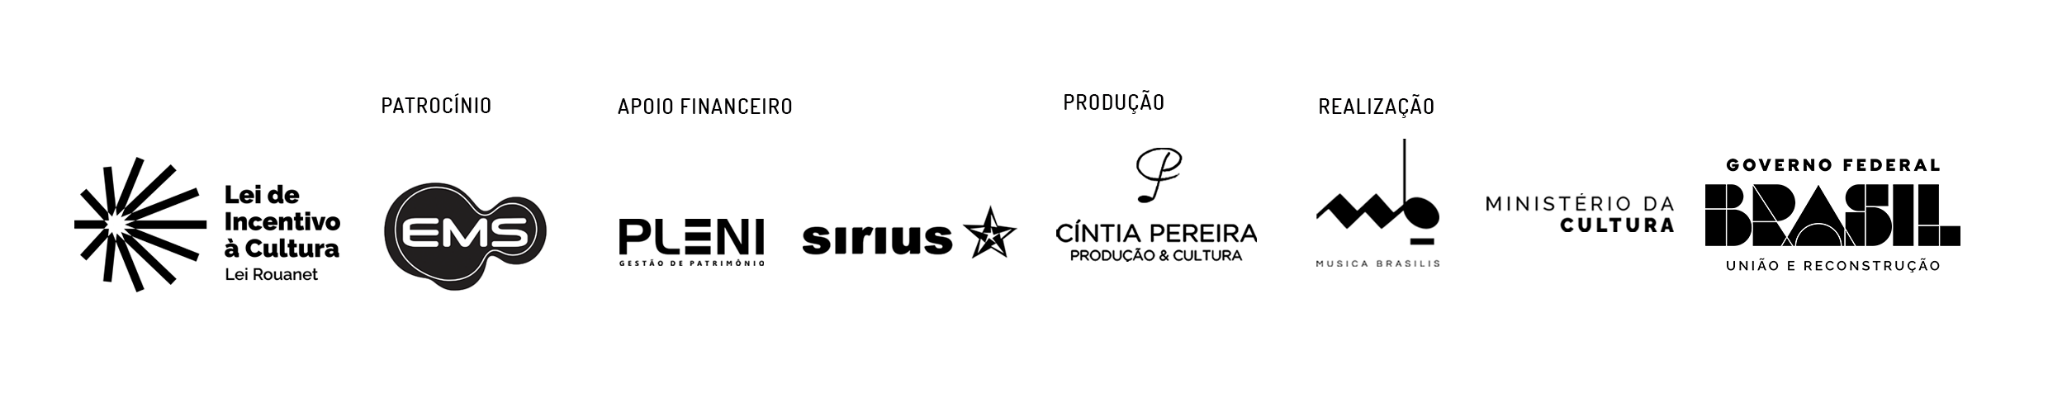 Lei de
Incentivo
à Cultura
Lei Rouanet
PATROCÍNIO
EMS
APOIO FINANCEIRO
PLENI
GESTÃO DE PATRIMÔNIO
sirius
PRODUÇÃO
CÍNTIA PEREIRA
PRODUÇÃO & CULTURA
REALIZAÇÃO
MUSICA BRASILIS
MINISTÉRIO DA
CULTURA
GOVERNO FEDERAL
BRASIL
UNIÃO E RECONSTRUÇÃO